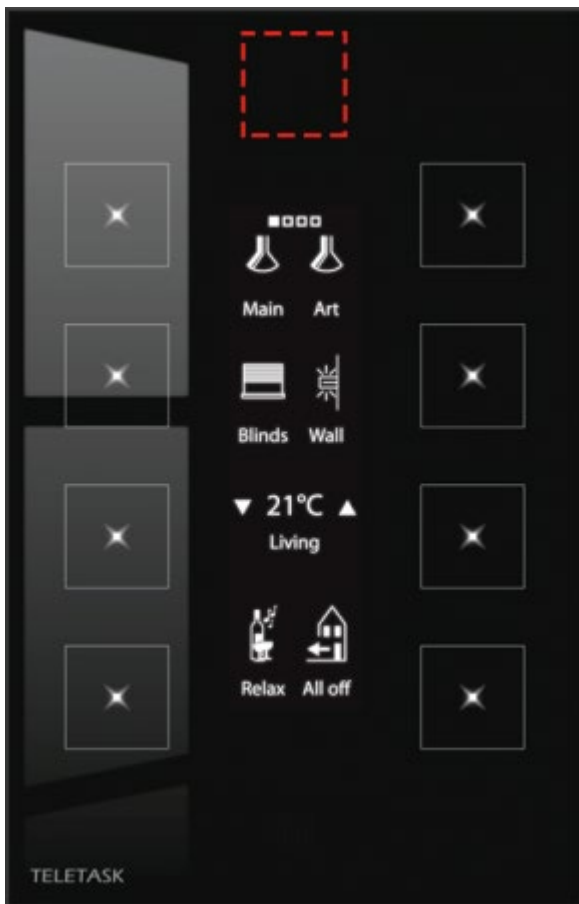 Main Art
Blinds Wall
21°C
Living
Relax All off
TELETASK